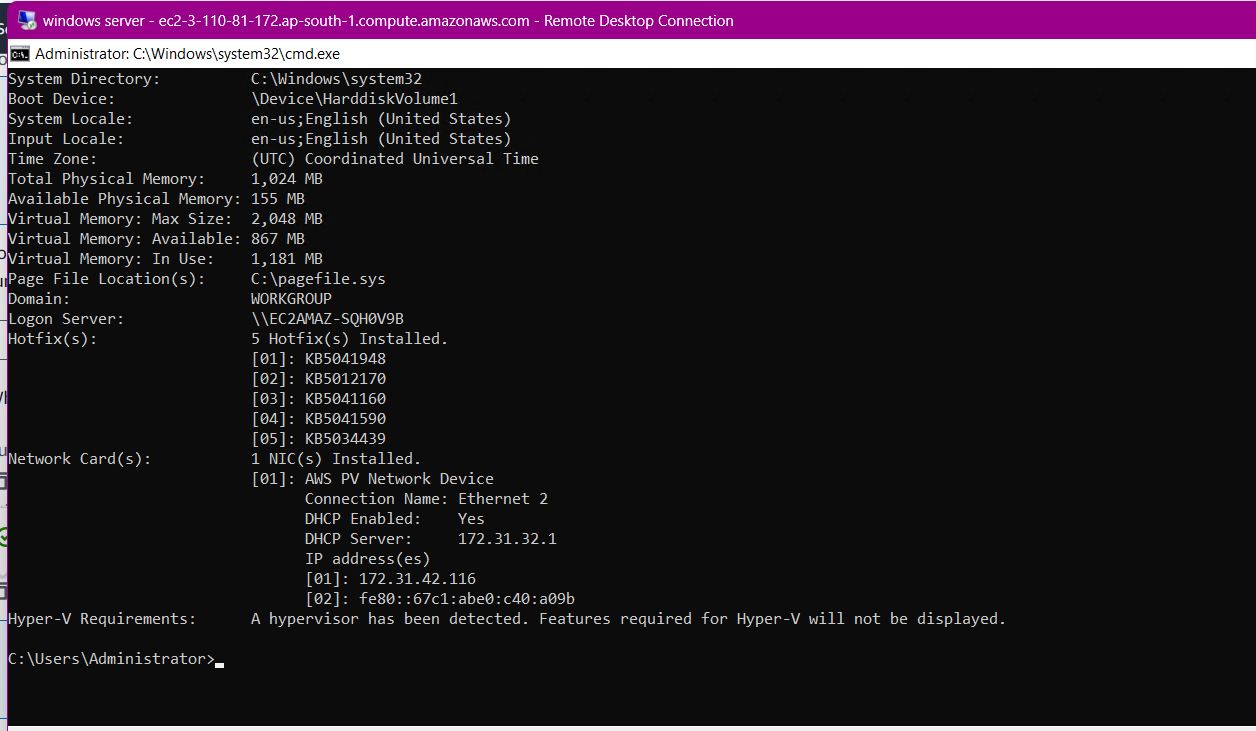 windows server - ec2-3-110-81-172.ap-south-1.compute.amazonaws.com - Remote Desktop Connection
Administrator: C:\Windows\system32\cmd.exe
System Directory: C:\Windows\system32
Boot Device: \Device\HarddiskVolume1
System Locale: en-us;English (United States)
Input Locale: en-us;English (United States)
Time Zone: (UTC) Coordinated Universal Time
Total Physical Memory: 1,024 MB
Available Physical Memory: 155 MB
Virtual Memory: Max Size: 2,048 MB
Virtual Memory: Available: 867 MB
Virtual Memory: In Use: 1,181 MB
Page File Location(s): C:\pagefile.sys
Domain: WORKGROUP
Logon Server: \\EC2AMAZ-SQH0V9B
Hotfix(s): 5 Hotfix(s) Installed.
[01]: KB5041948
[02]: KB5012170
[03]: KB5041160
[04]: KB5041590
[05]: KB5034439
Network Card(s): 1 NIC(s) Installed.
[01]: AWS PV Network Device
Connection Name: Ethernet 2
DHCP Enabled: Yes
DHCP Server: 172.31.32.1
IP address(es)
[01]: 172.31.42.116
[02]: fe80::67c1:abe0:c40:a09b
Hyper-V Requirements: A hypervisor has been detected. Features required for Hyper-V will not be displayed.
C:\Users\Administrator>